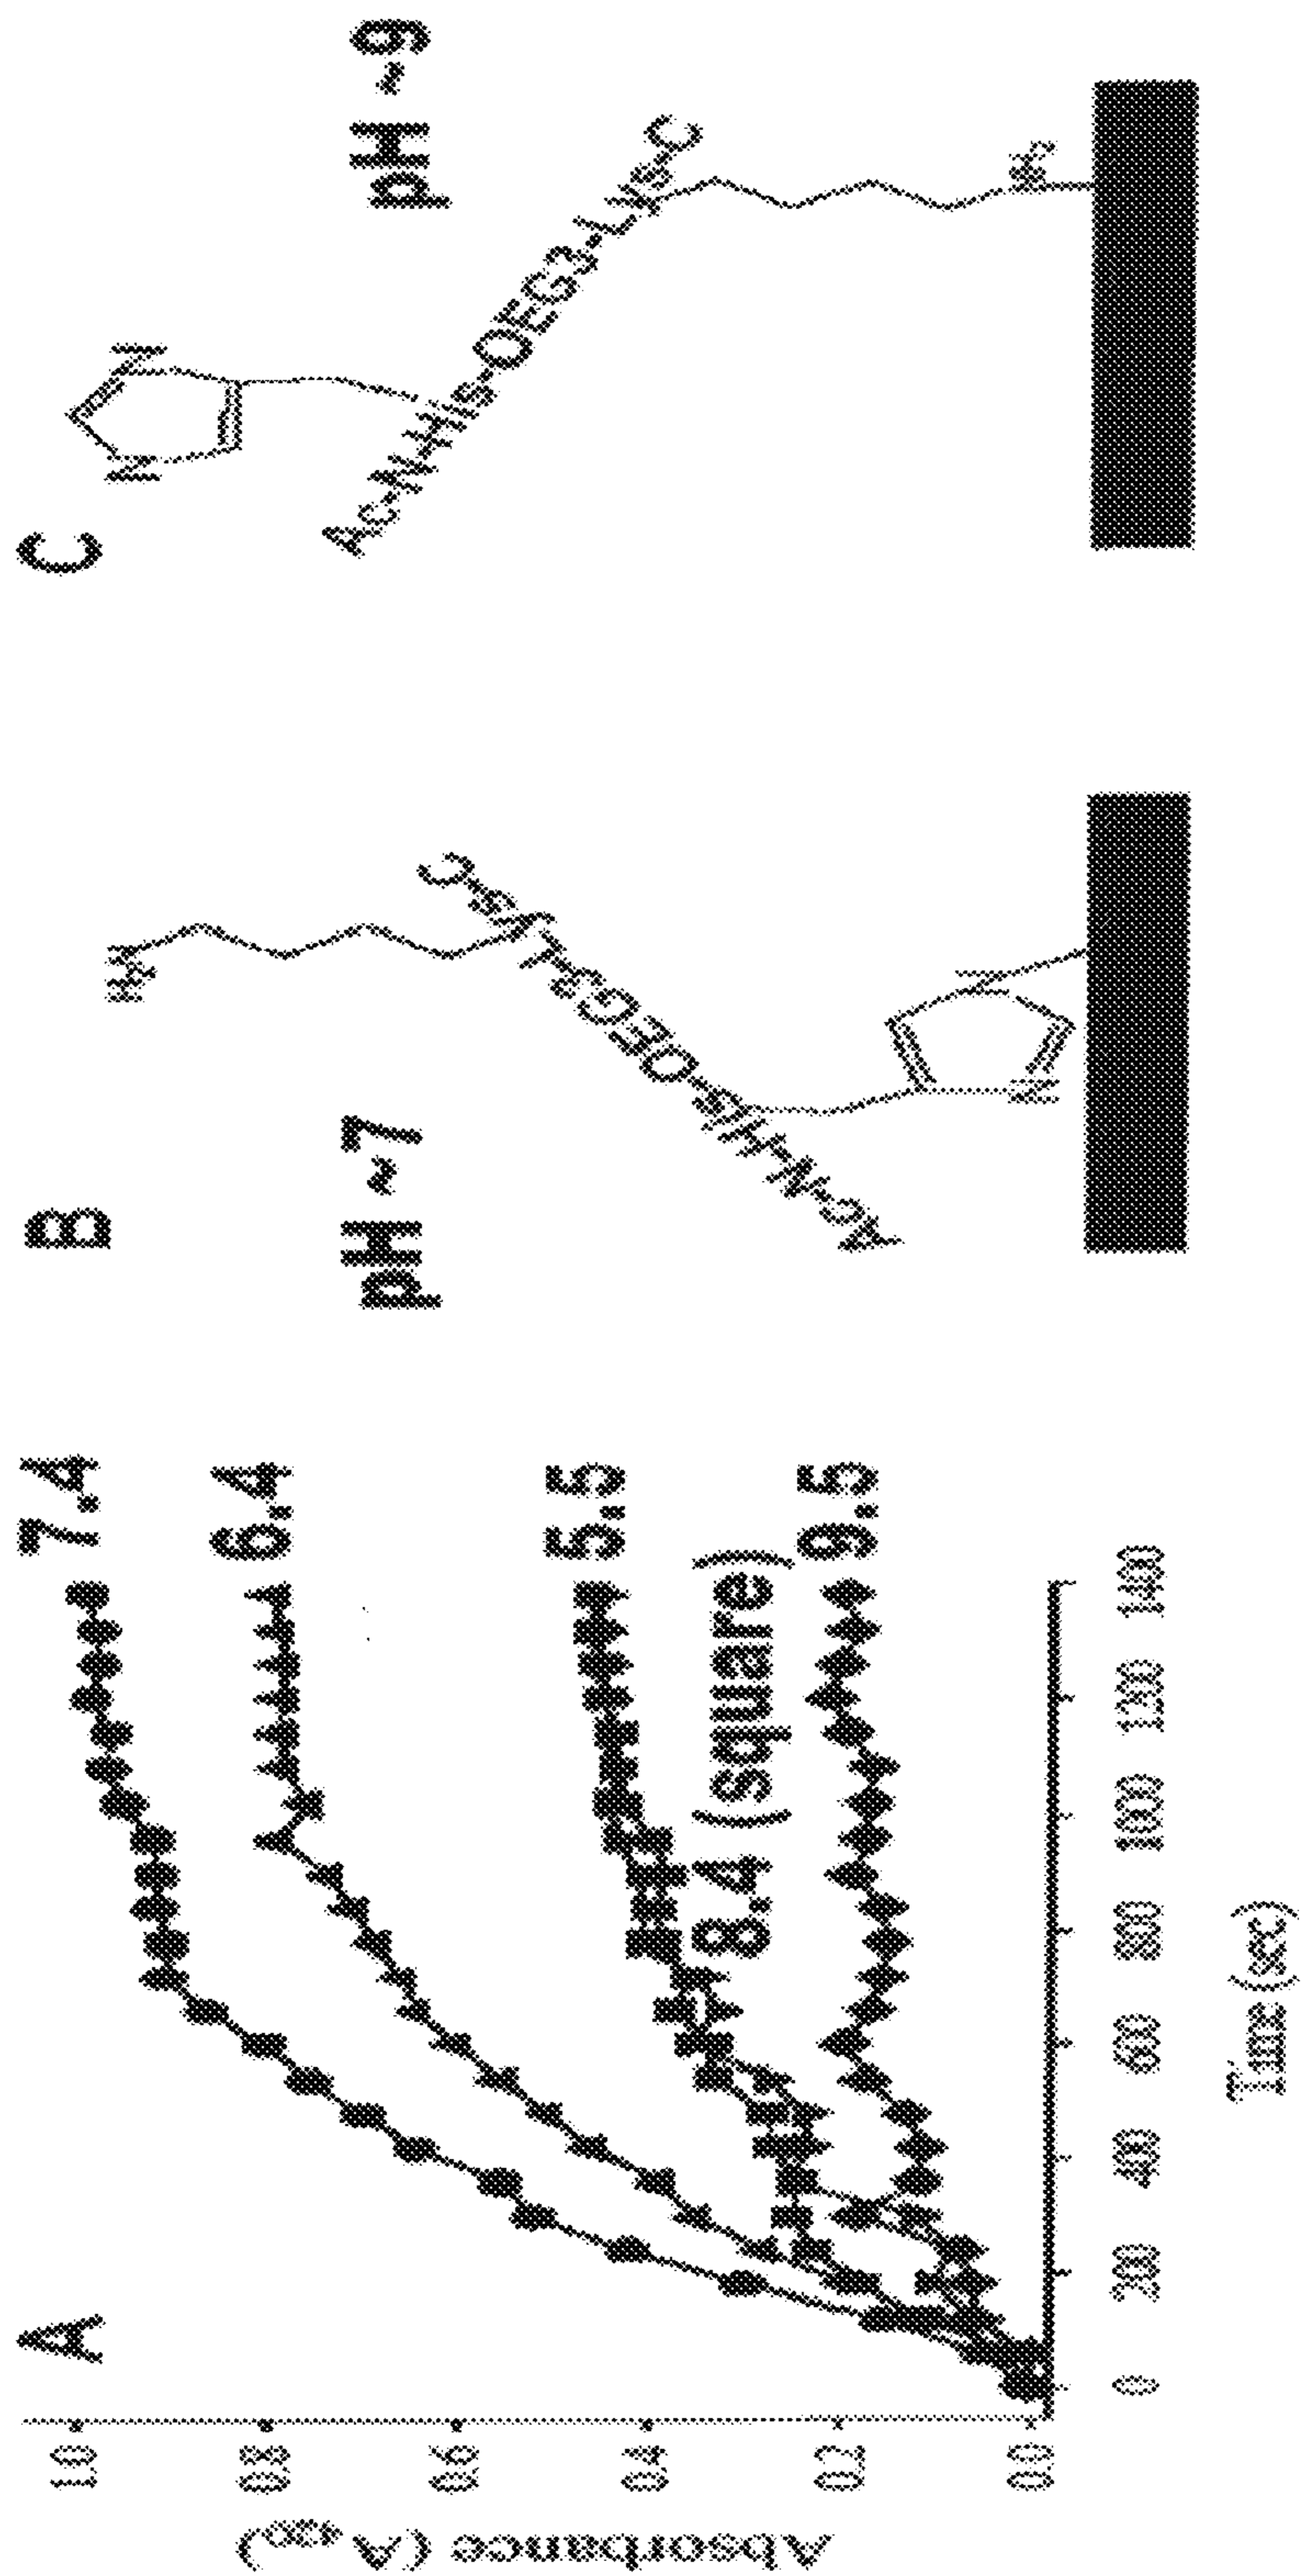 A
Absorbance (A
1.0
0.8
0.6
0.4
0.2
0.0
0
200
400
600
800
1000
1200
1400
Time (sec)
7.4
6.4
5.5
8.4 (square)
9.5
B
pH ~7
H₂N
Ac-N-His-OEG3-Lys-C
N
N
C
pH ~9
N
N
Ac-N-His-OEG3-Lys-C
NH₂